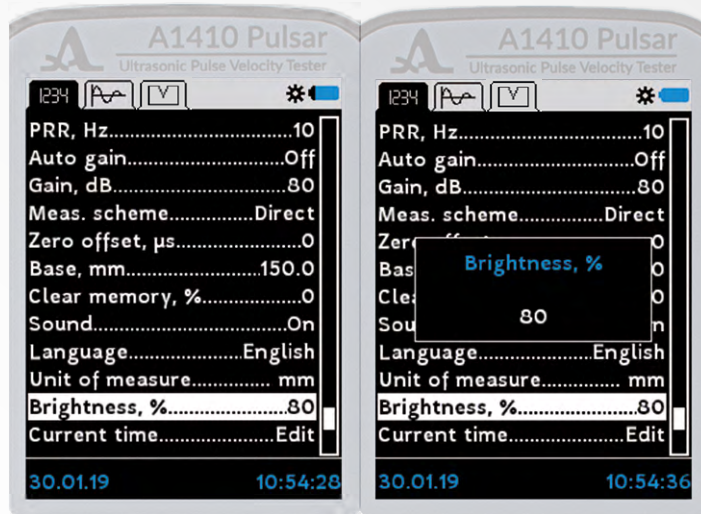 A1410 Pulsar
Ultrasonic Pulse Velocity Tester
1234
V
PRR, Hz................................10
Auto gain..........................Off
Gain, dB..............................80
Meas. scheme...............Direct
Zero offset, µs......................0
Base, mm........................150.0
Clear memory, %..................0
Sound..................................On
Language.......................English
Unit of measure............... mm
Brightness, %.....................80
Current time.....................Edit
30.01.19 10:54:28
A1410 Pulsar
Ultrasonic Pulse Velocity Tester
1234
V
PRR, Hz................................10
Auto gain..........................Off
Gain, dB..............................80
Meas. scheme...............Direct
Brightness, %
80
Language.......................English
Unit of measure............... mm
Brightness, %.....................80
Current time.....................Edit
30.01.19 10:54:36